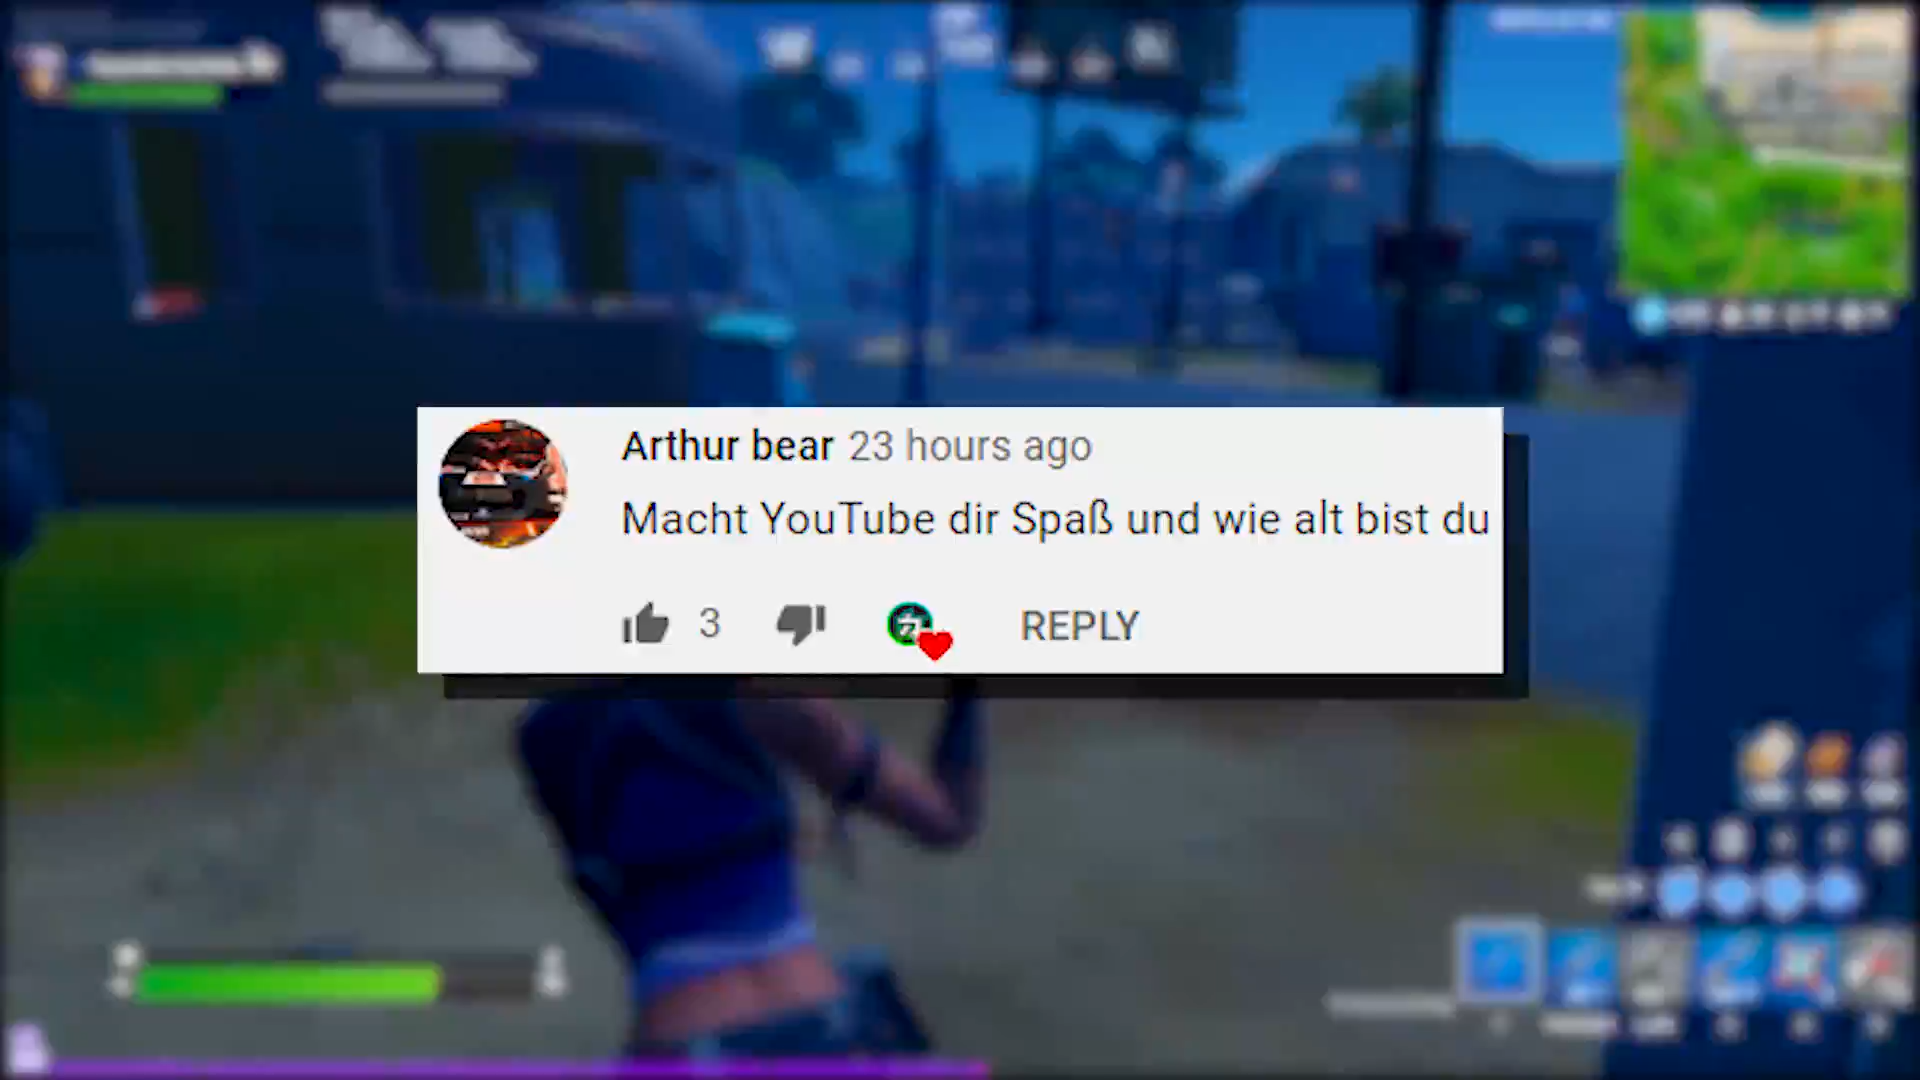 Arthur bear 23 hours ago
Macht YouTube dir Spaß und wie alt bist du
3 REPLY